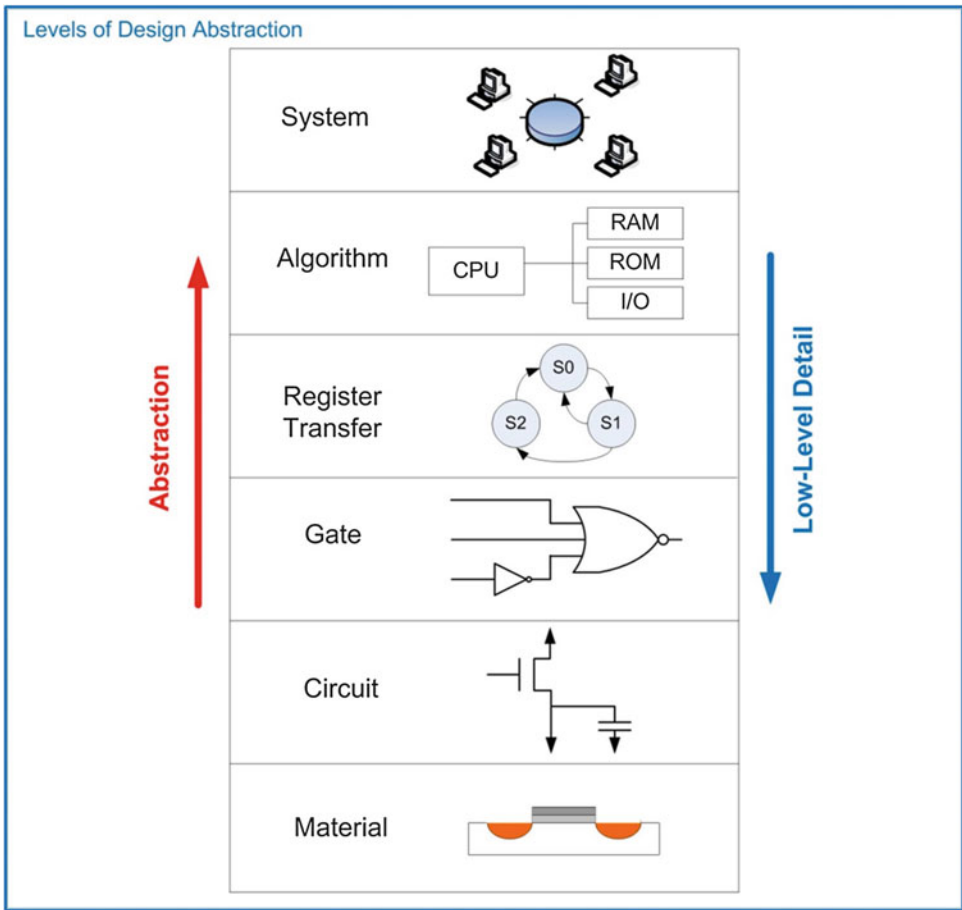 Levels of Design Abstraction
System
Algorithm
CPU
RAM
ROM
I/O
Register
Transfer
S0
S2
S1
Gate
Circuit
Material
Abstraction
Low-Level Detail